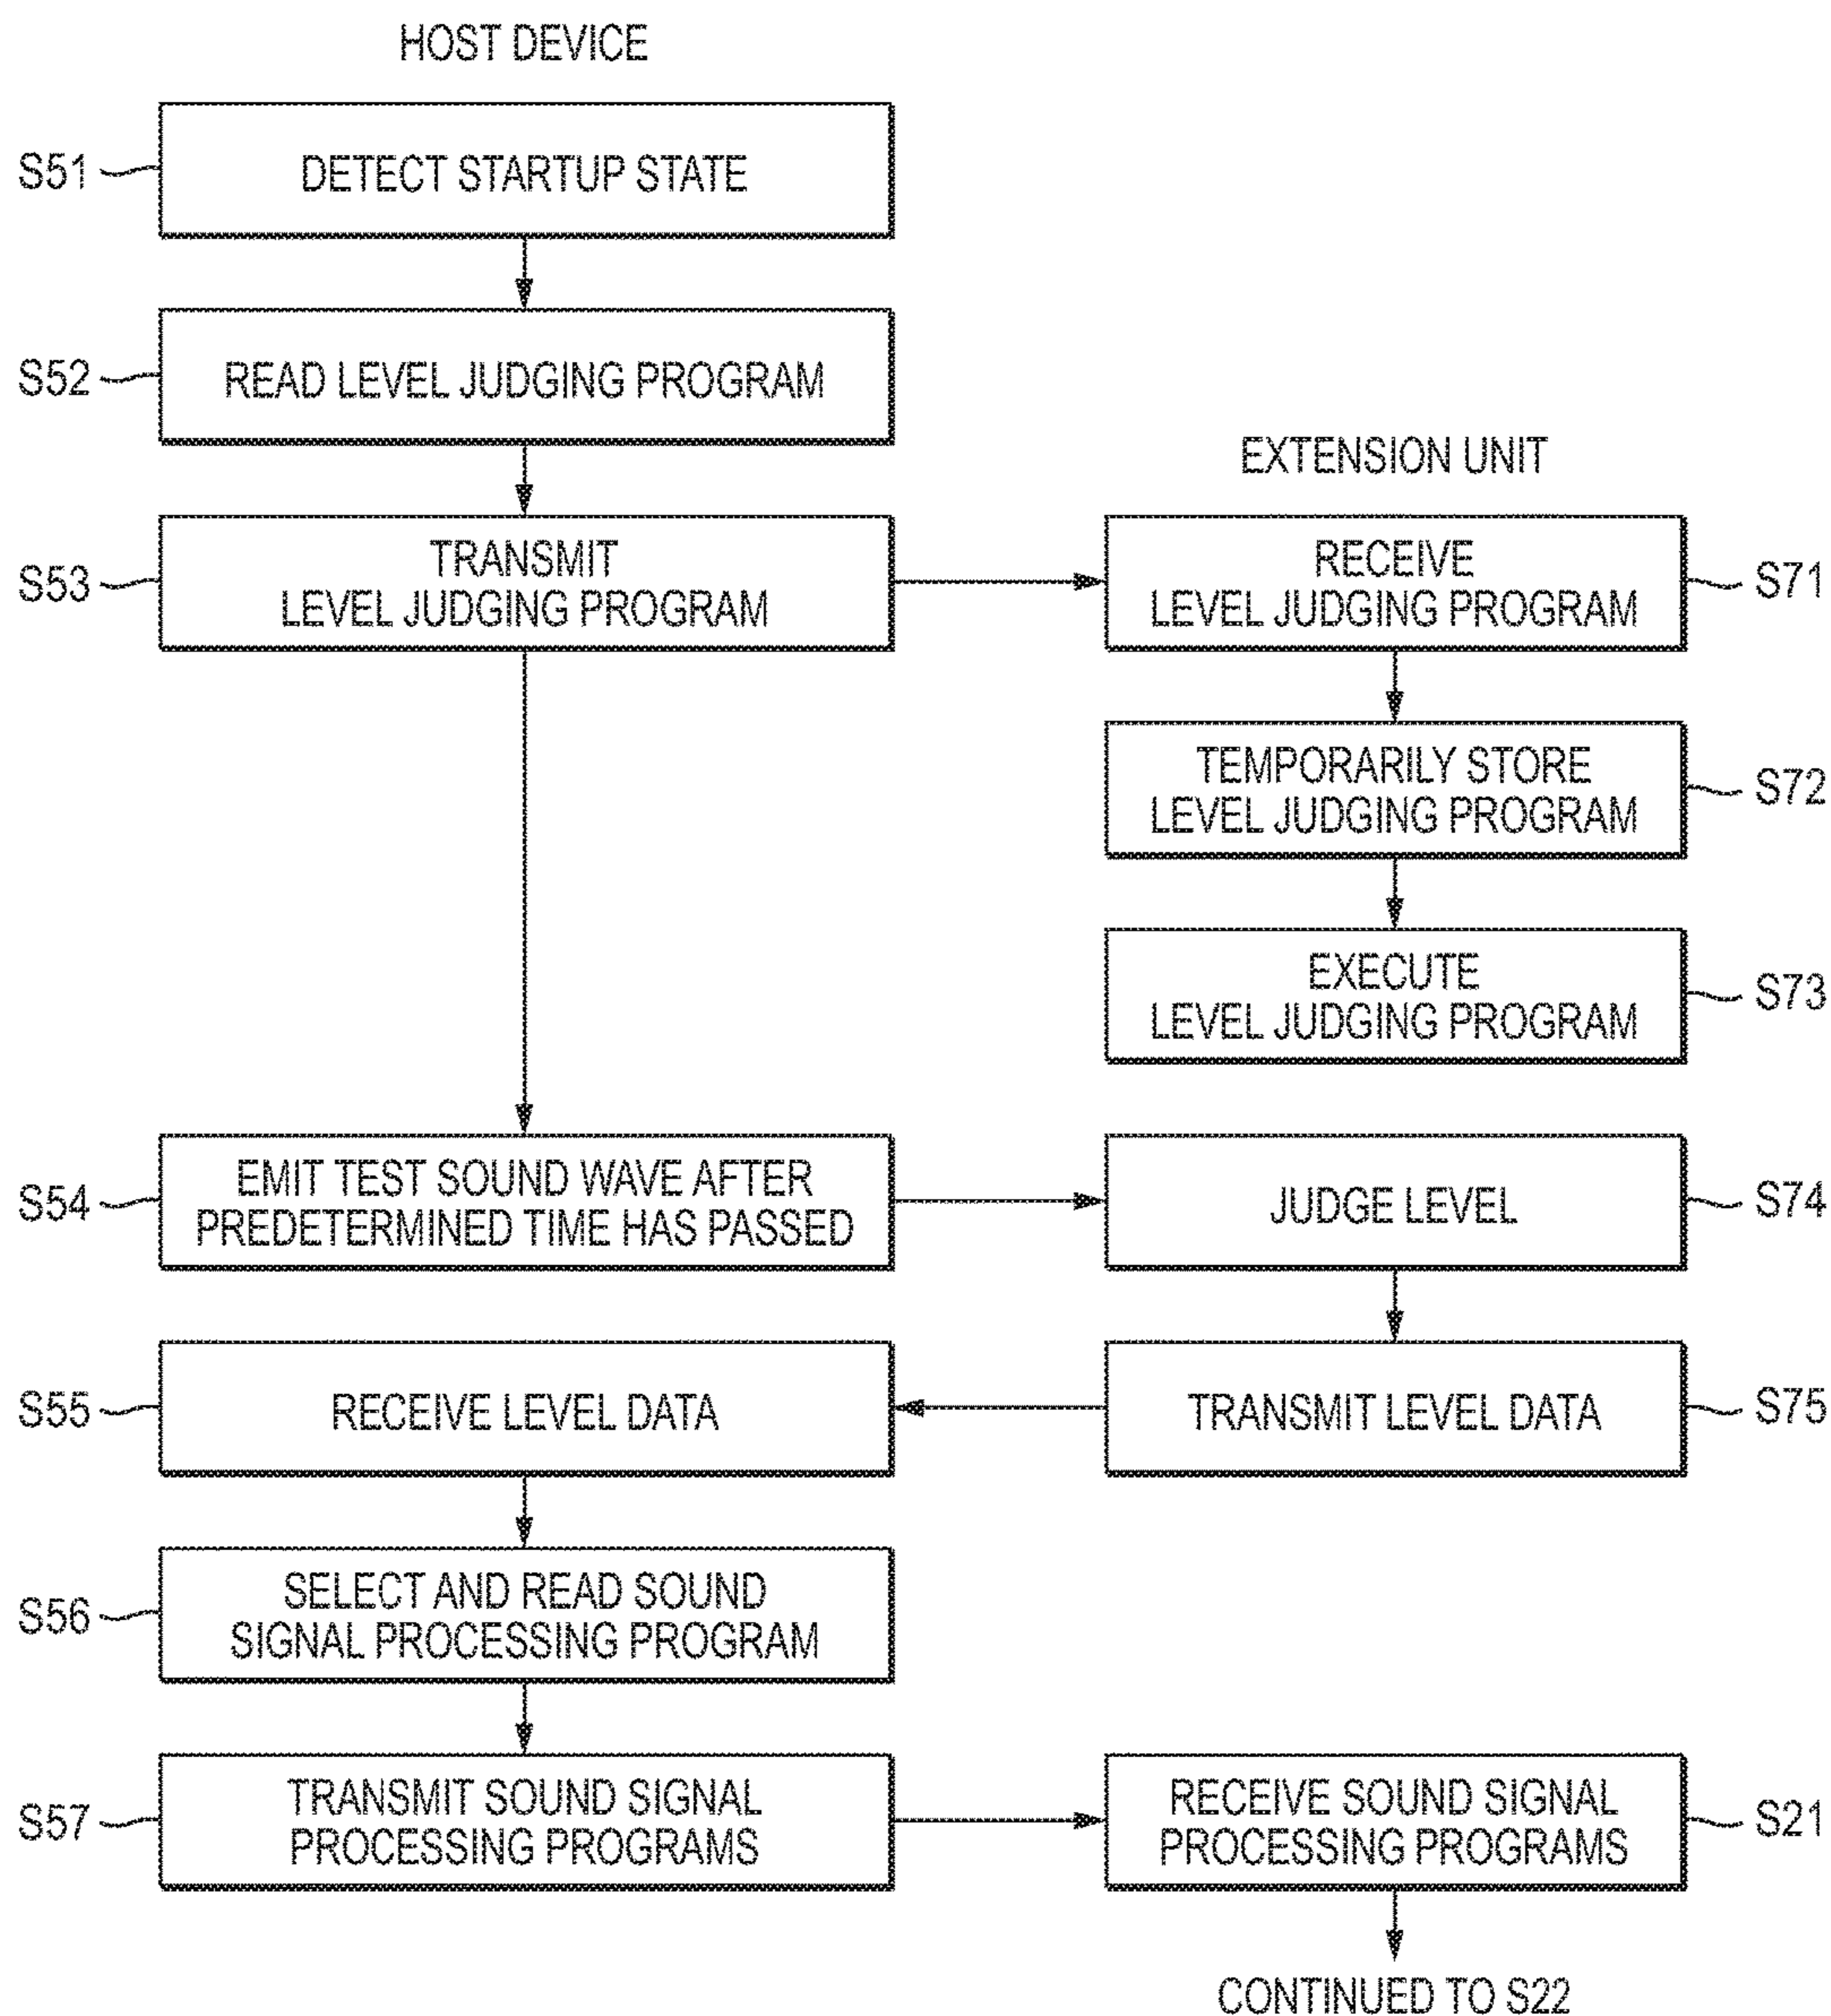 HOST DEVICE
S51
DETECT STARTUP STATE
S52
READ LEVEL JUDGING PROGRAM
EXTENSION UNIT
S53
TRANSMIT
LEVEL JUDGING PROGRAM
RECEIVE
LEVEL JUDGING PROGRAM
S71
TEMPORARILY STORE
LEVEL JUDGING PROGRAM
S72
EXECUTE
LEVEL JUDGING PROGRAM
S73
S54
EMIT TEST SOUND WAVE AFTER
PREDETERMINED TIME HAS PASSED
JUDGE LEVEL
S74
S55
RECEIVE LEVEL DATA
TRANSMIT LEVEL DATA
S75
S56
SELECT AND READ SOUND
SIGNAL PROCESSING PROGRAM
S57
TRANSMIT SOUND SIGNAL
PROCESSING PROGRAMS
RECEIVE SOUND SIGNAL
PROCESSING PROGRAMS
S21
CONTINUED TO S22